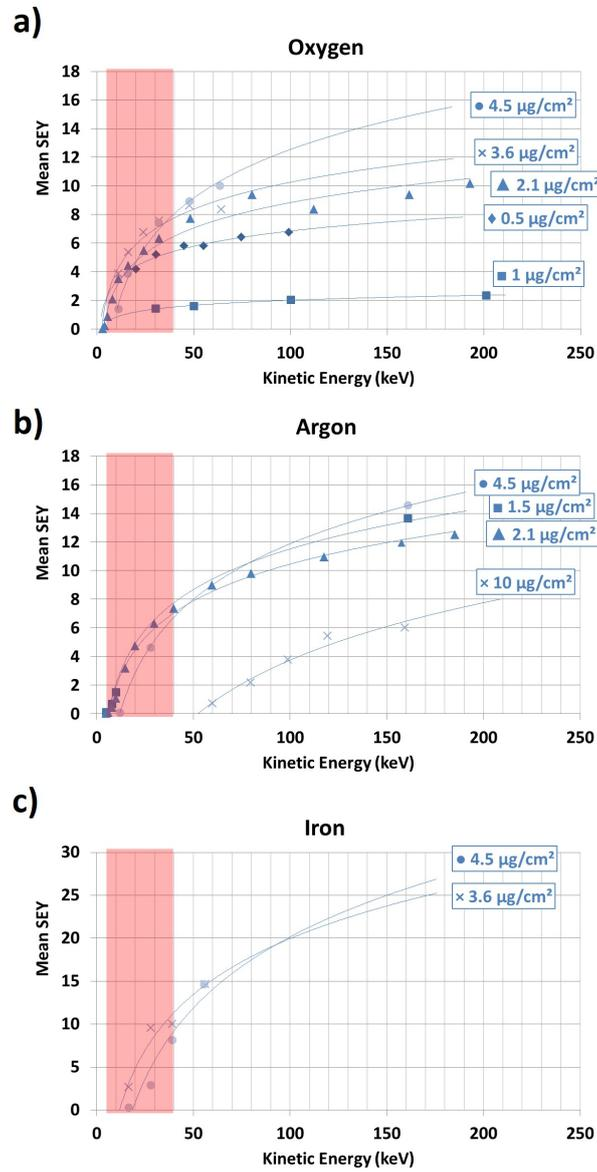 a)
Oxygen
Mean SEY
18
16
14
12
10
8
6
4
2
0
0 50 100 150 200 250
Kinetic Energy (keV)
4.5 µg/cm²
3.6 µg/cm²
2.1 µg/cm²
0.5 µg/cm²
1 µg/cm²
b)
Argon
Mean SEY
18
16
14
12
10
8
6
4
2
0
0 50 100 150 200 250
Kinetic Energy (keV)
4.5 µg/cm²
1.5 µg/cm²
2.1 µg/cm²
10 µg/cm²
c)
Iron
Mean SEY
30
25
20
15
10
5
0
0 50 100 150 200 250
Kinetic Energy (keV)
4.5 µg/cm²
3.6 µg/cm²